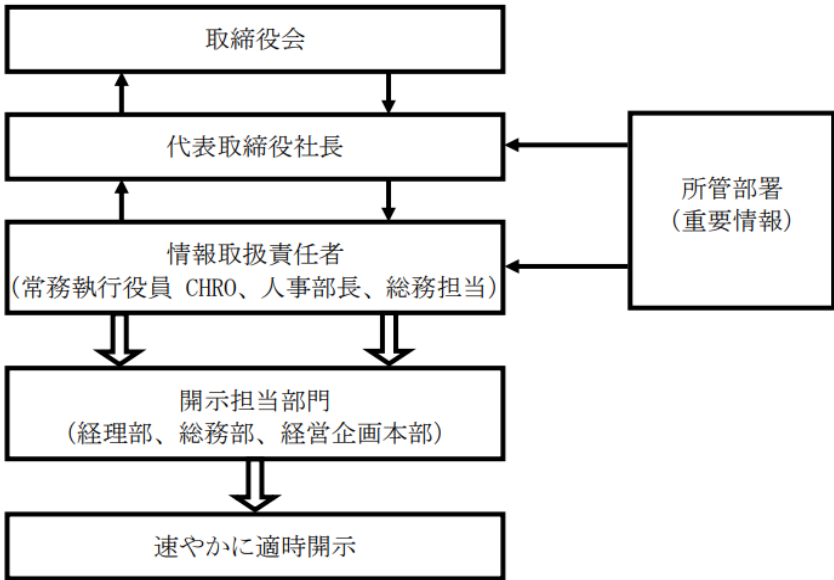 取締役会
代表取締役社長
所管部署
(重要情報)
情報取扱責任者
(常務執行役員 CHRO、人事部長、総務担当)
開示担当部門
(経理部、総務部、経営企画本部)
速やかに適時開示